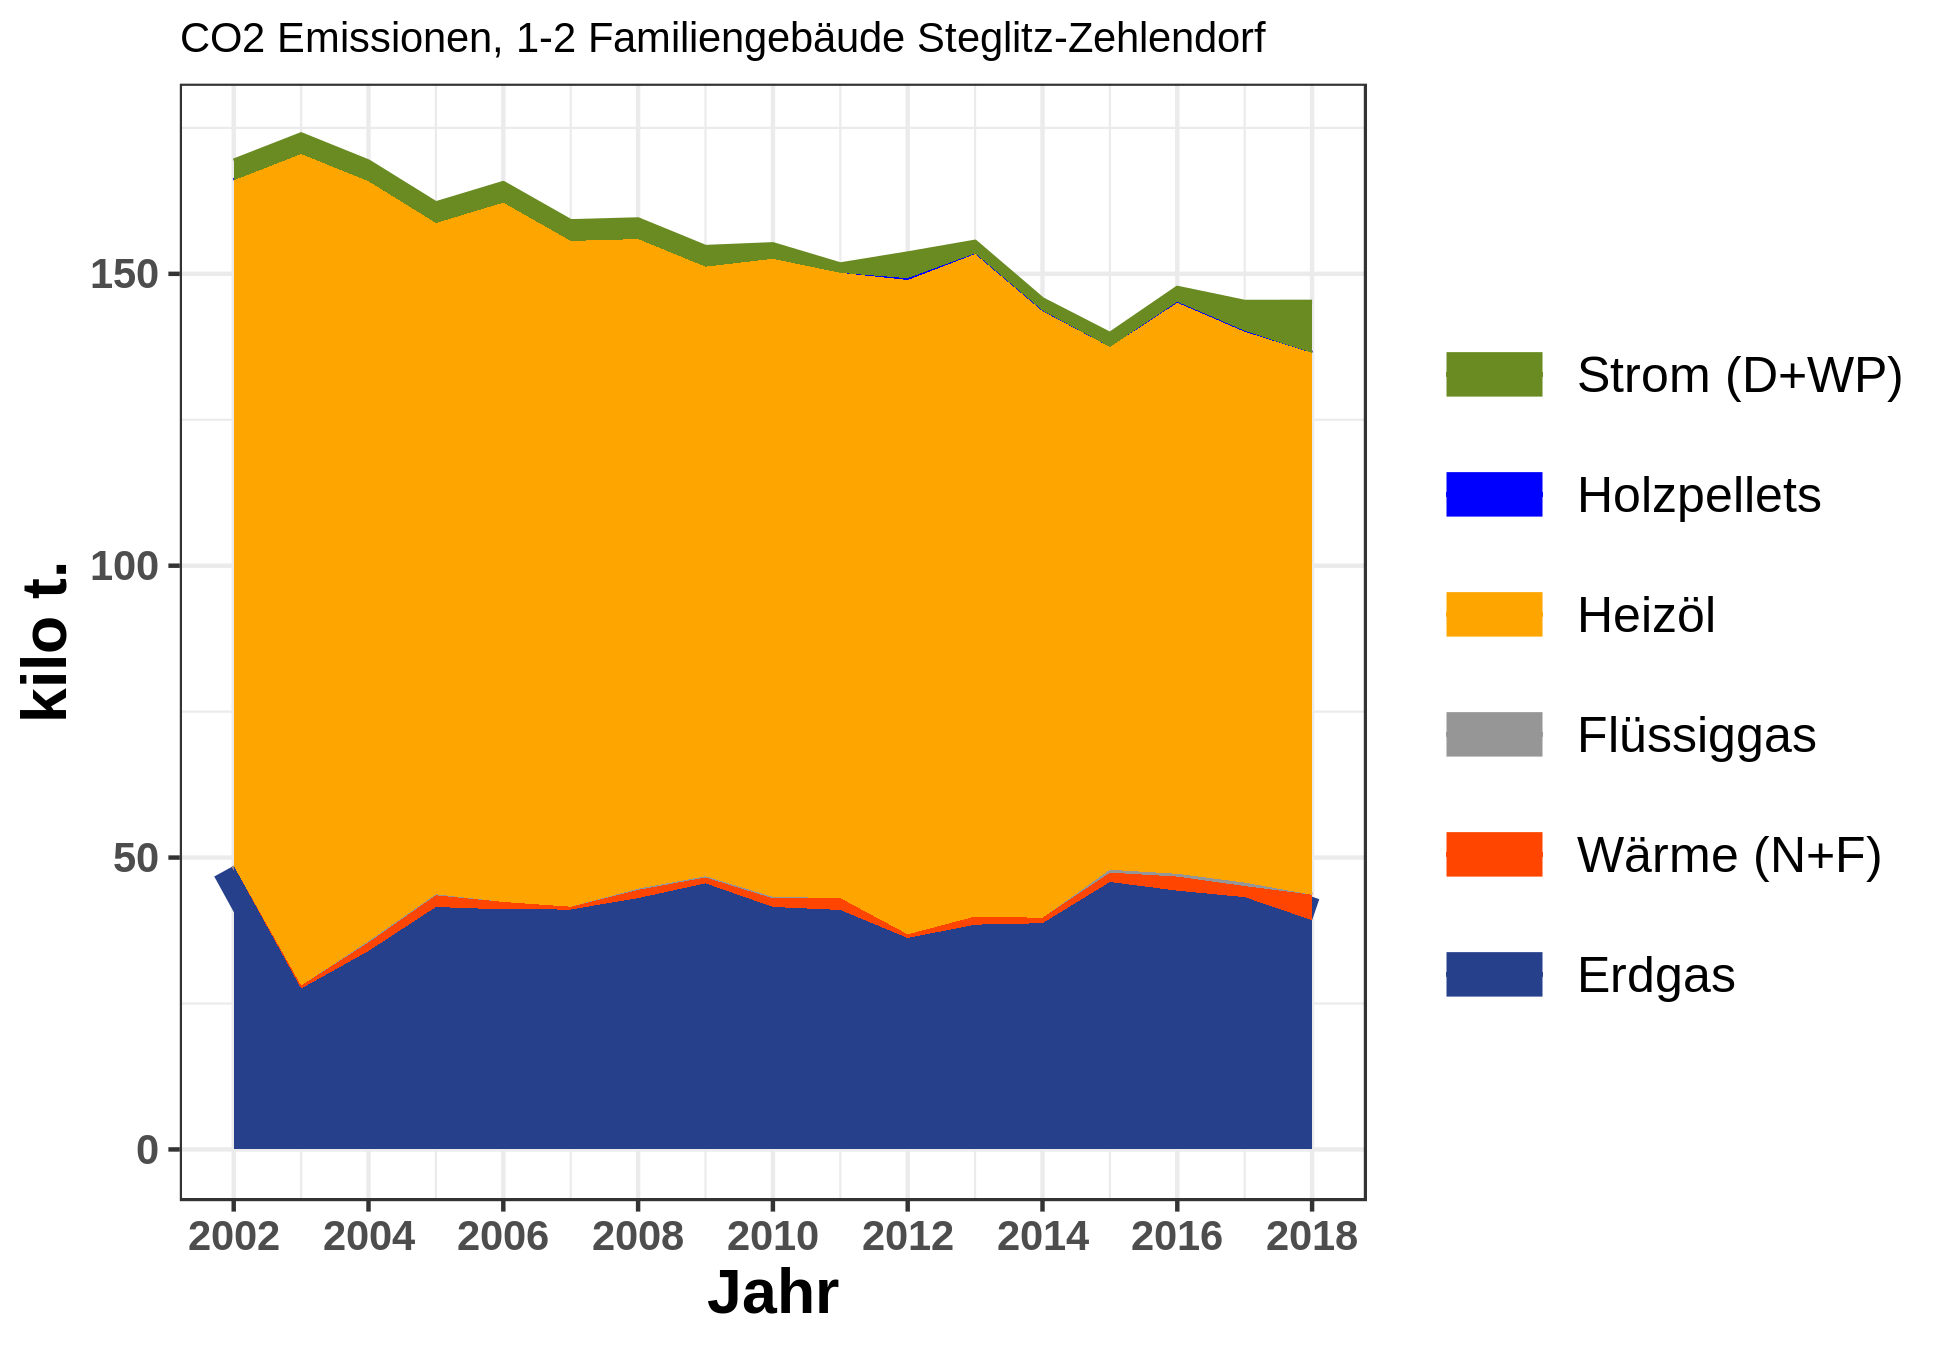 CO2 Emissionen, 1-2 Familiengebäude Steglitz-Zehlendorf
kilo t.
150
100
50
0
2002 2004 2006 2008 2010 2012 2014 2016 2018
Jahr
Strom (D+WP)
Holzpellets
Heizöl
Flüssiggas
Wärme (N+F)
Erdgas